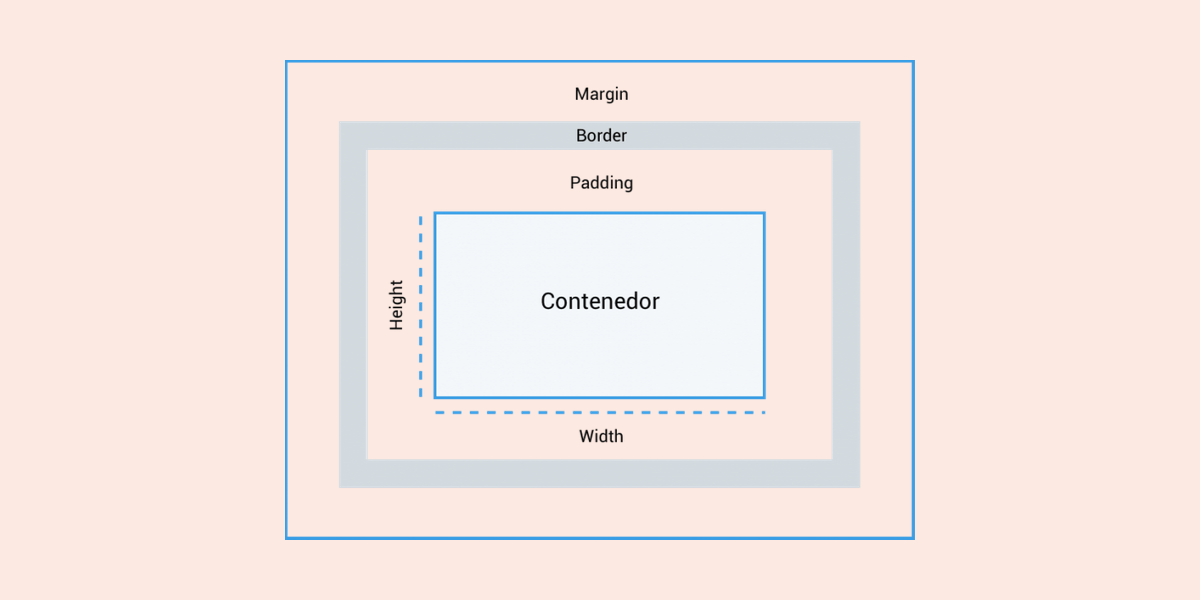 Margin
Border
Padding
Height
Contenedor
Width